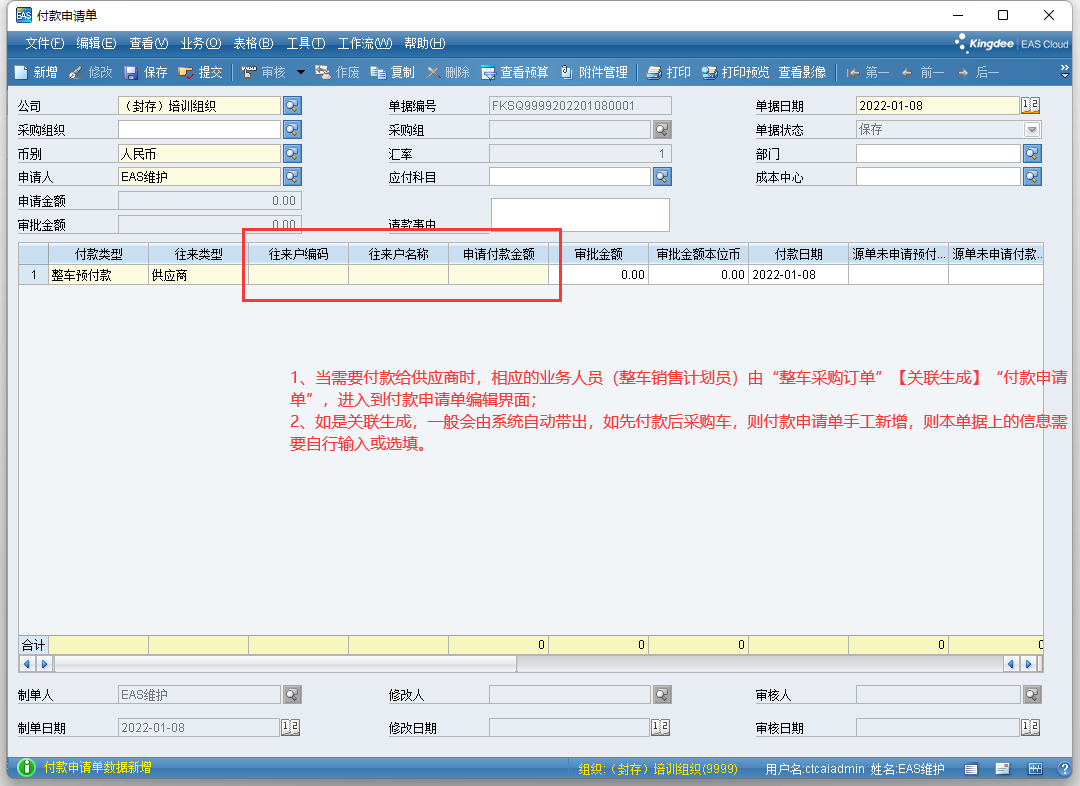 EAS 付款申请单
文件(F) 编辑(E) 查看(V) 业务(O) 表格(B) 工具(T) 工作流(W) 帮助(H) Kingdee | EAS Cloud
新增 修改 保存 提交 审核 作废 复制 删除 查看预算 附件管理 打印 打印预览 查看影像 第一 前一 后一
公司 （封存）培训组织 单据编号 FKSQ9999202201080001 单据日期 2022-01-08
采购组织 采购组 单据状态 保存
币别 人民币 汇率 1 部门
申请人 EAS维护 应付科目 成本中心
申请金额 0.00
审批金额 0.00 请款事由
付款类型 往来类型 往来户编码 往来户名称 申请付款金额 审批金额 审批金额本位币 付款日期 源单未申请预付... 源单未申请付款...
1 整车预付款 供应商 0.00 0.00 2022-01-08
1、当需要付款给供应商时，相应的业务人员（整车销售计划员）由“整车采购订单”【关联生成】“付款申请
单”，进入到付款申请单编辑界面；
2、如是关联生成，一般会由系统自动带出，如先付款后采购车，则付款申请单手工新增，则本单据上的信息需
要自行输入或选填。
合计 0 0 0 0 0
制单人 EAS维护 修改人 审核人
制单日期 2022-01-08 修改日期 审核日期
付款申请单数据新增 组织:（封存）培训组织(9999) 用户名:ctcaiadmin 姓名:EAS维护